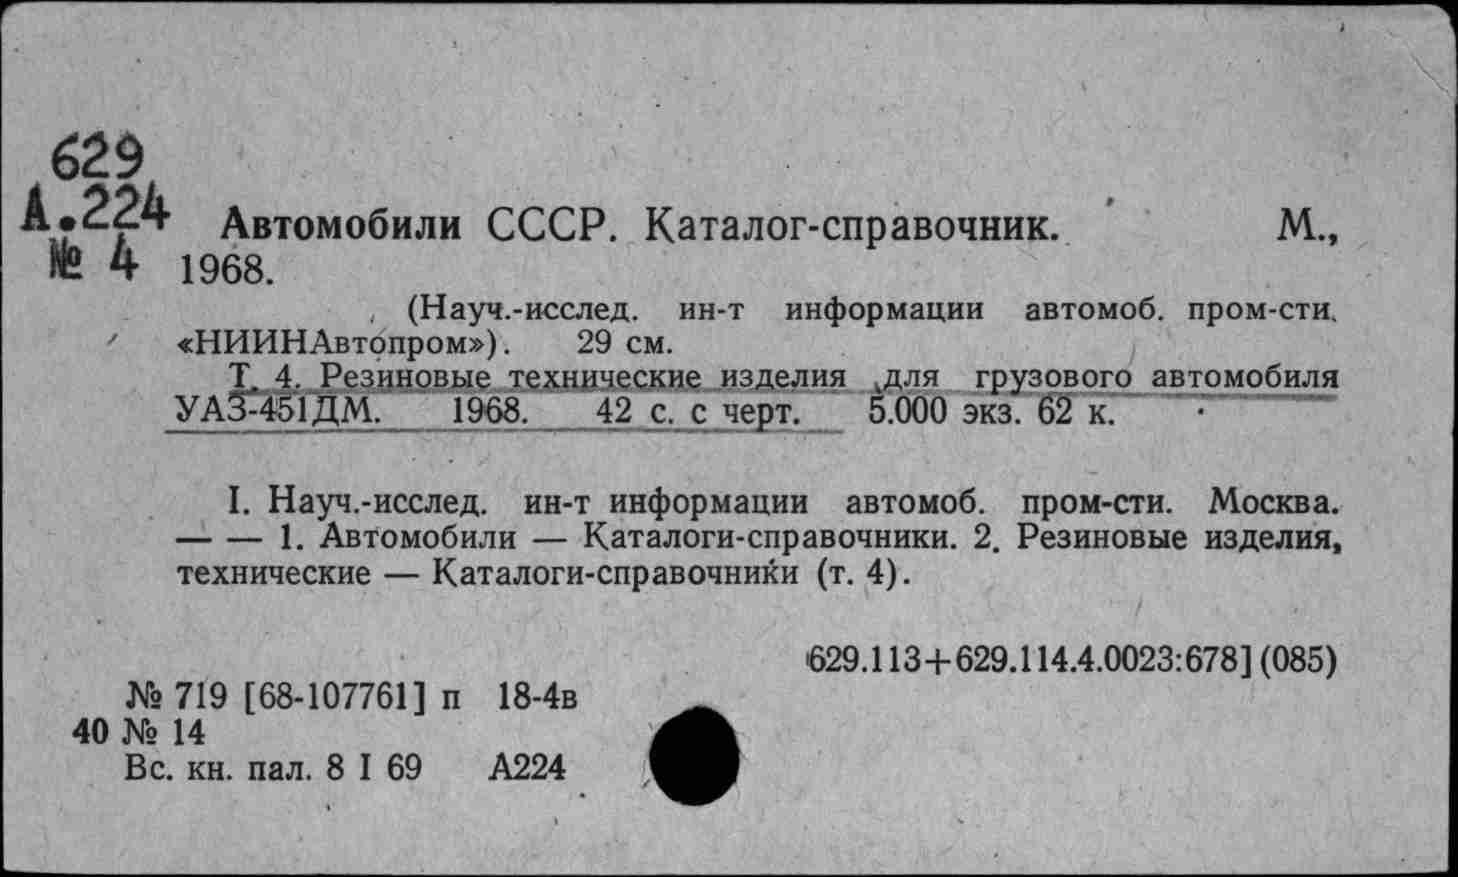 629
А.224
№ 4
Автомобили СССР. Каталог-справочник. М.,
1968.
(Науч.-исслед. ин-т информации автомоб. пром-сти.
«НИИНАвтопром»). 29 см.
Т. 4. Резиновые технические изделия для грузового автомобиля
УАЗ-451ДМ. 1968. 42 с. с черт. 5.000 экз. 62 к.
I. Науч.-исслед. ин-т информации автомоб. пром-сти. Москва.
— — 1. Автомобили — Каталоги-справочники. 2. Резиновые изделия,
технические — Каталоги-справочники (т. 4).
629.113+629.114.4.0023:678] (085)
№ 719 [68-107761] п 18-4в
40 № 14
Вс. кн. пал. 8 I 69 А224